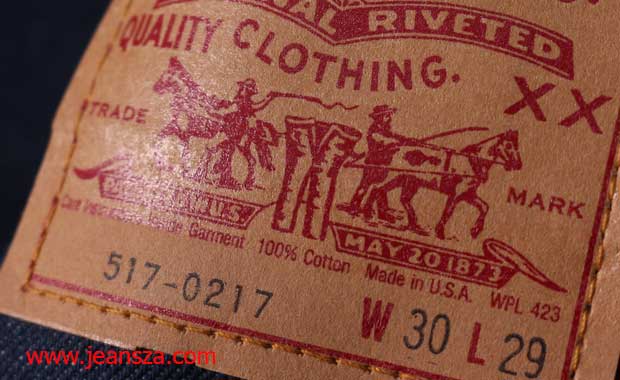 RIVETED
QUALITY CLOTHING.
XX
TRADE
MARK
MAY 20 1873
Garment 100% Cotton Made in U.S.A. WPL 423
517-0217
W 30 L 29
www.jeansza.com